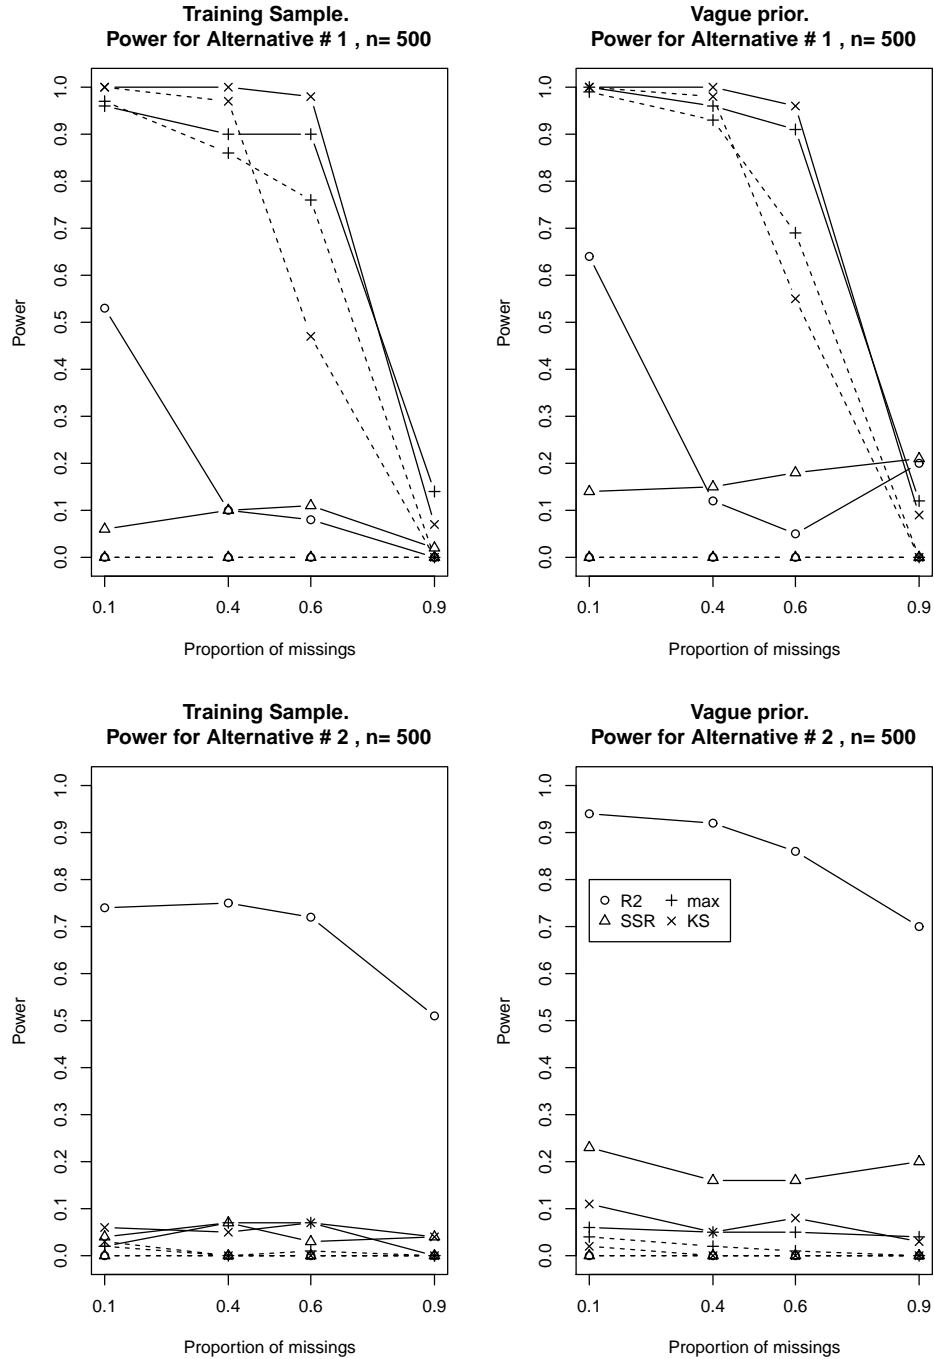 Training Sample.
Power for Alternative # 1 , n= 500
Power
0.0 0.1 0.2 0.3 0.4 0.5 0.6 0.7 0.8 0.9 1.0
0.1 0.4 0.6 0.9
Proportion of missings
Vague prior.
Power for Alternative # 1 , n= 500
Power
0.0 0.1 0.2 0.3 0.4 0.5 0.6 0.7 0.8 0.9 1.0
0.1 0.4 0.6 0.9
Proportion of missings
Training Sample.
Power for Alternative # 2 , n= 500
Power
0.0 0.1 0.2 0.3 0.4 0.5 0.6 0.7 0.8 0.9 1.0
0.1 0.4 0.6 0.9
Proportion of missings
Vague prior.
Power for Alternative # 2 , n= 500
Power
0.0 0.1 0.2 0.3 0.4 0.5 0.6 0.7 0.8 0.9 1.0
R2 max
SSR KS
0.1 0.4 0.6 0.9
Proportion of missings